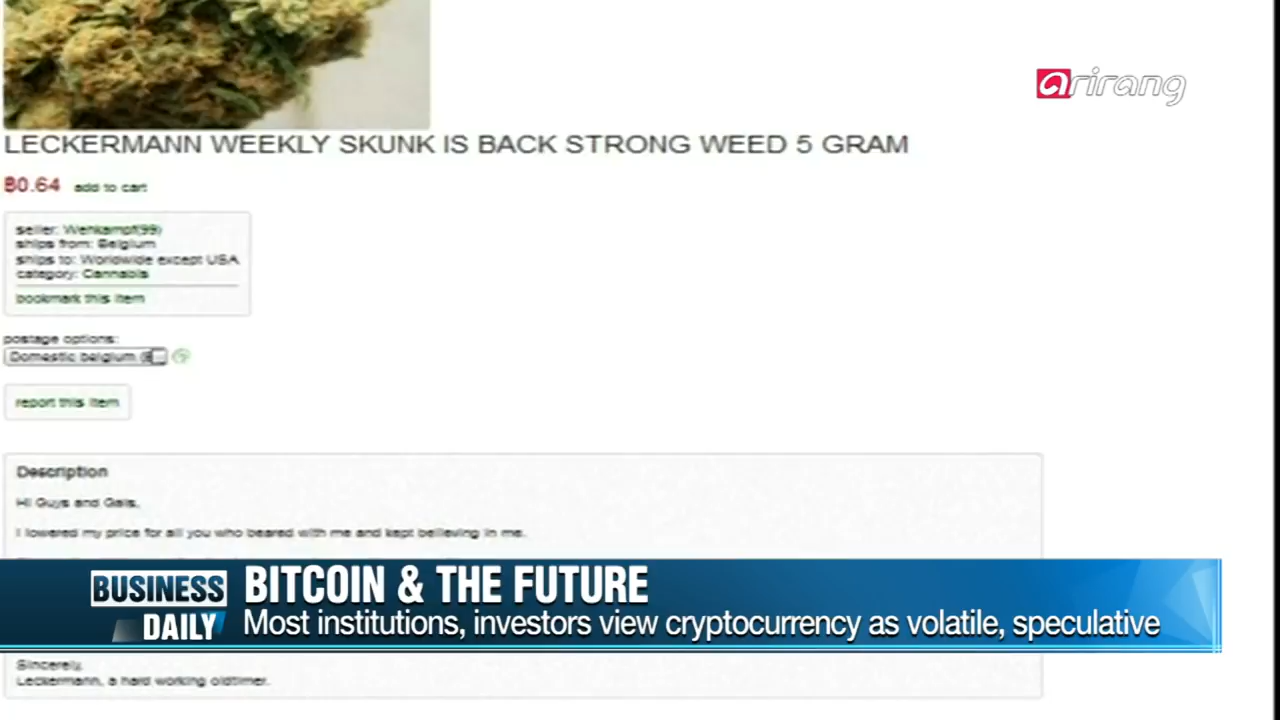 arirang
LECKERMANN WEEKLY SKUNK IS BACK STRONG WEED 5 GRAM
฿0.64 add to cart
seller: Wehkampf(99)
ships from: Belgium
ships to: Worldwide except USA
category: Cannabis
bookmark this item
postage options:
Domestic belgium
report this item
Description
Hi Guys and Gals,
I lowered my price for all you who beared with me and kept believing in me.
BUSINESS DAILY
BITCOIN & THE FUTURE
Most institutions, investors view cryptocurrency as volatile, speculative
Sincerely,
Leckermann, a hard working oldtimer.